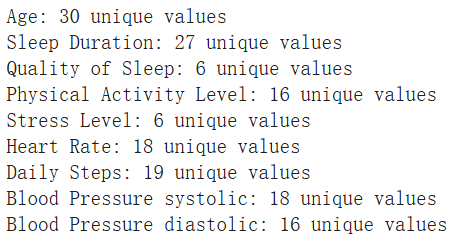 Age: 30 unique values
Sleep Duration: 27 unique values
Quality of Sleep: 6 unique values
Physical Activity Level: 16 unique values
Stress Level: 6 unique values
Heart Rate: 18 unique values
Daily Steps: 19 unique values
Blood Pressure systolic: 18 unique values
Blood Pressure diastolic: 16 unique values